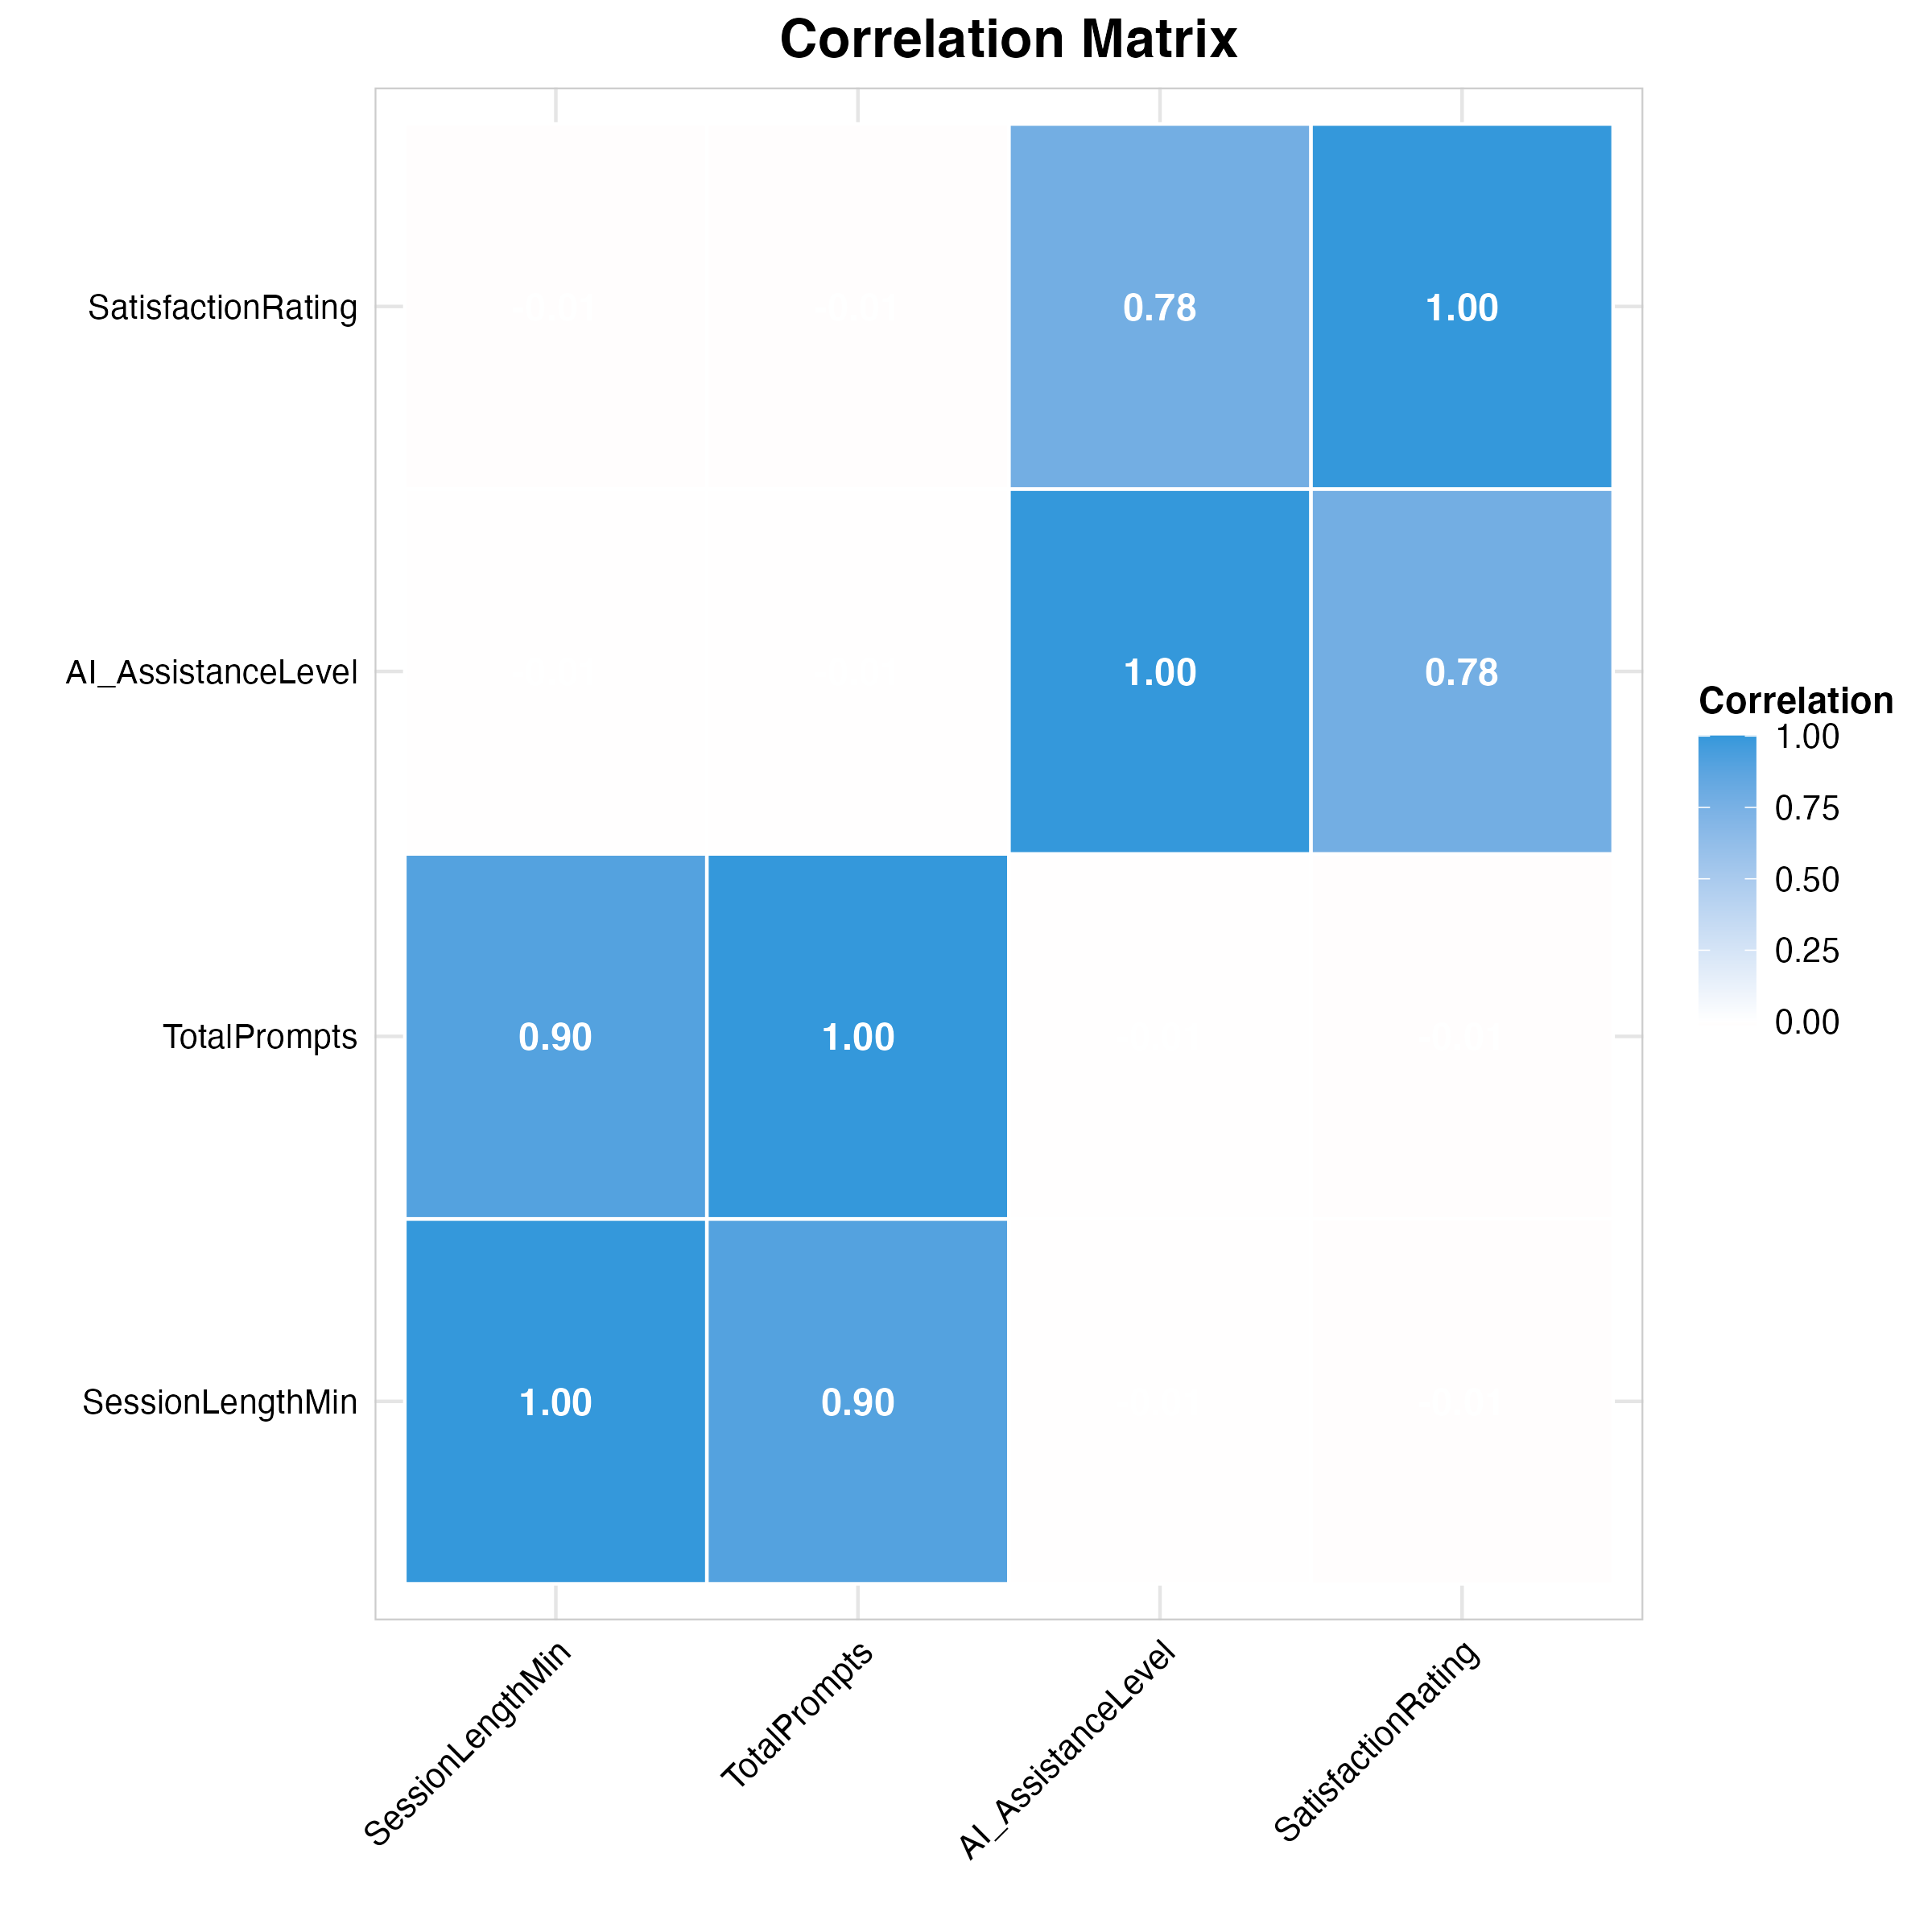 Correlation Matrix
SatisfactionRating
0.78
1.00
AI_AssistanceLevel
1.00
0.78
TotalPrompts
0.90
1.00
SessionLengthMin
1.00
0.90
Correlation
1.00
0.75
0.50
0.25
0.00
SessionLengthMin
TotalPrompts
AI_AssistanceLevel
SatisfactionRating